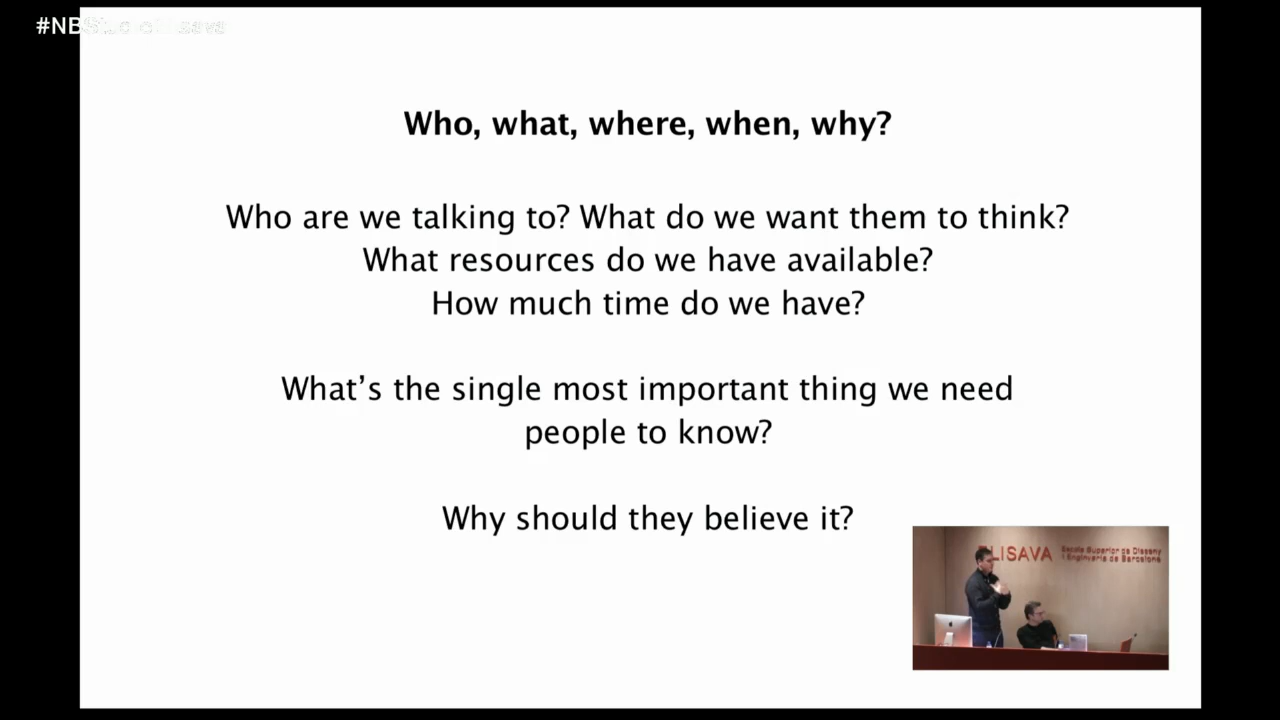 #NB
Who, what, where, when, why?
Who are we talking to? What do we want them to think?
What resources do we have available?
How much time do we have?
What's the single most important thing we need
people to know?
Why should they believe it?
ELISAVA
Escola Superior de Disseny
i Enginyeria de Barcelona